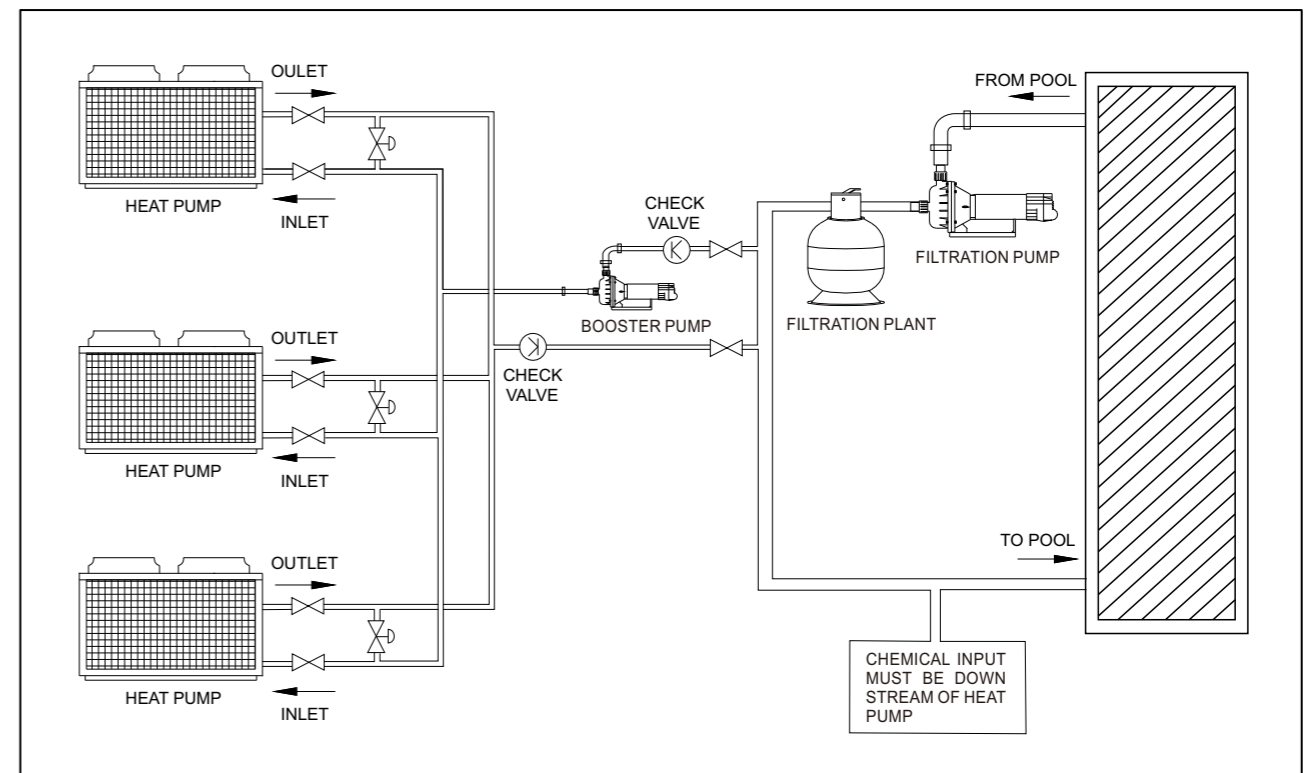 OULET
HEAT PUMP
INLET
FROM POOL
CHECK
VALVE
FILTRATION PUMP
BOOSTER PUMP
FILTRATION PLANT
OUTLET
CHECK
VALVE
HEAT PUMP
INLET
TO POOL
OUTLET
HEAT PUMP
INLET
CHEMICAL INPUT
MUST BE DOWN
STREAM OF HEAT
PUMP